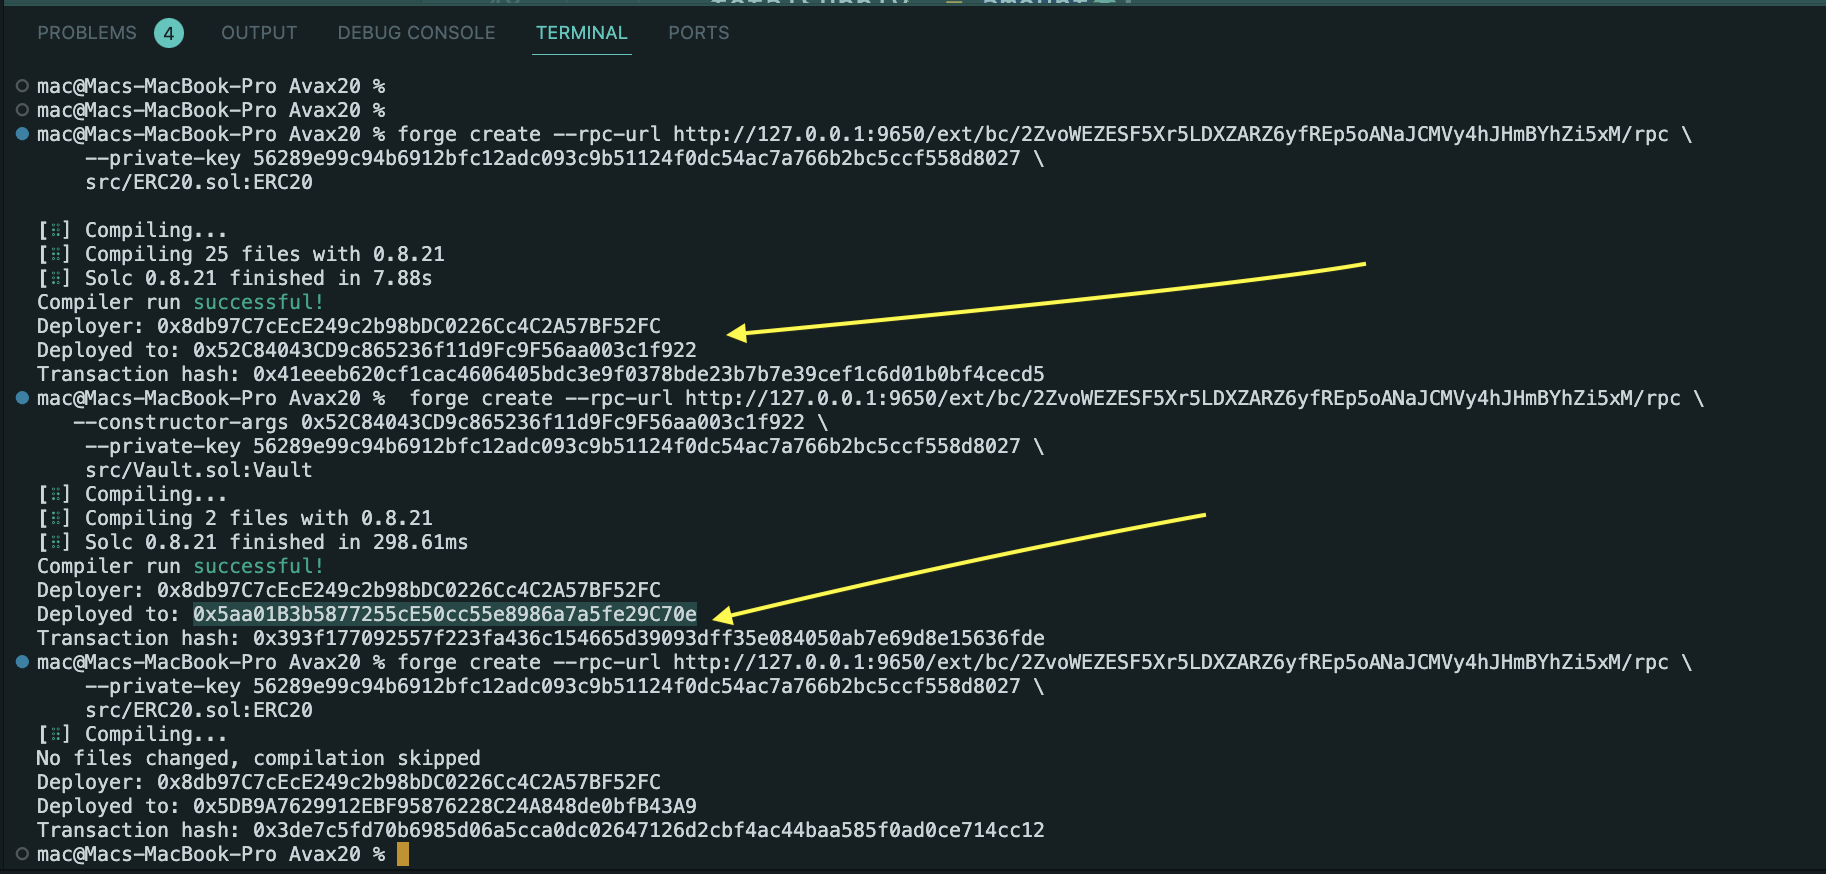 PROBLEMS 4 OUTPUT DEBUG CONSOLE TERMINAL PORTS
mac@Macs-MacBook-Pro Avax20 %
mac@Macs-MacBook-Pro Avax20 %
mac@Macs-MacBook-Pro Avax20 % forge create --rpc-url http://127.0.0.1:9650/ext/bc/2ZvoWEZESF5Xr5LDXZARZ6yfREp5oANaJCMVy4hJHmBYhZi5xM/rpc \
--private-key 56289e99c94b6912bfc12adc093c9b51124f0dc54ac7a766b2bc5ccf558d8027 \
src/ERC20.sol:ERC20
[⠿] Compiling...
[⠿] Compiling 25 files with 0.8.21
[⠿] Solc 0.8.21 finished in 7.88s
Compiler run successful!
Deployer: 0x8db97C7cEcE249c2b98bDC0226Cc4C2A57BF52FC
Deployed to: 0x52C84043CD9c865236f11d9Fc9F56aa003c1f922
Transaction hash: 0x41eeeb620cf1cac4606405bdc3e9f0378bde23b7b7e39cef1c6d01b0bf4cecd5
mac@Macs-MacBook-Pro Avax20 %  forge create --rpc-url http://127.0.0.1:9650/ext/bc/2ZvoWEZESF5Xr5LDXZARZ6yfREp5oANaJCMVy4hJHmBYhZi5xM/rpc \
--constructor-args 0x52C84043CD9c865236f11d9Fc9F56aa003c1f922 \
--private-key 56289e99c94b6912bfc12adc093c9b51124f0dc54ac7a766b2bc5ccf558d8027 \
src/Vault.sol:Vault
[⠿] Compiling...
[⠿] Compiling 2 files with 0.8.21
[⠿] Solc 0.8.21 finished in 298.61ms
Compiler run successful!
Deployer: 0x8db97C7cEcE249c2b98bDC0226Cc4C2A57BF52FC
Deployed to: 0x5aa01B3b5877255cE50cc55e8986a7a5fe29C70e
Transaction hash: 0x393f177092557f223fa436c154665d39093dff35e084050ab7e69d8e15636fde
mac@Macs-MacBook-Pro Avax20 % forge create --rpc-url http://127.0.0.1:9650/ext/bc/2ZvoWEZESF5Xr5LDXZARZ6yfREp5oANaJCMVy4hJHmBYhZi5xM/rpc \
--private-key 56289e99c94b6912bfc12adc093c9b51124f0dc54ac7a766b2bc5ccf558d8027 \
src/ERC20.sol:ERC20
[⠿] Compiling...
No files changed, compilation skipped
Deployer: 0x8db97C7cEcE249c2b98bDC0226Cc4C2A57BF52FC
Deployed to: 0x5DB9A7629912EBF95876228C24A848de0bfB43A9
Transaction hash: 0x3de7c5fd70b6985d06a5cca0dc02647126d2cbf4ac44baa585f0ad0ce714cc12
mac@Macs-MacBook-Pro Avax20 %